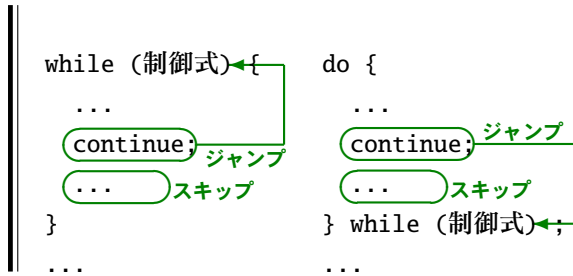 while (制御式) {
...
continue;
ジャンプ
...
スキップ
}
...
do {
...
continue;
ジャンプ
...
スキップ
} while (制御式) ;
...